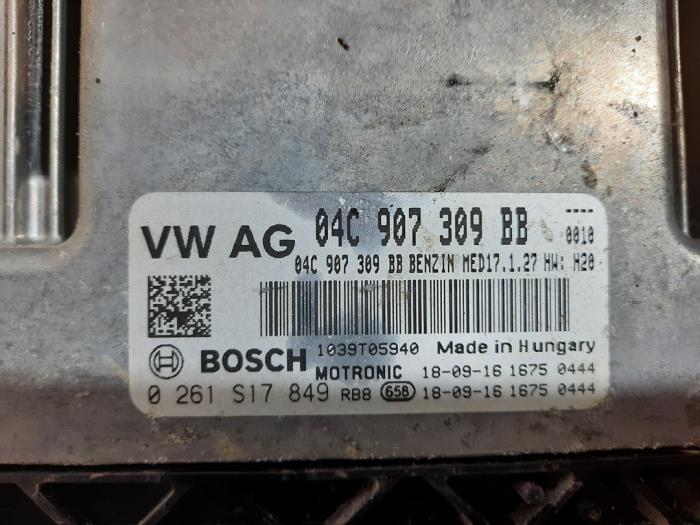 VW AG 04C 907 309 BB ----
0010
04C 907 309 BB BENZIN MED17.1.27 HW: H20
BOSCH 1039T05940 Made in Hungary
MOTRONIC 18-09-16 1675 0444
0 261 S17 849 RB8 658 18-09-16 1675 0444